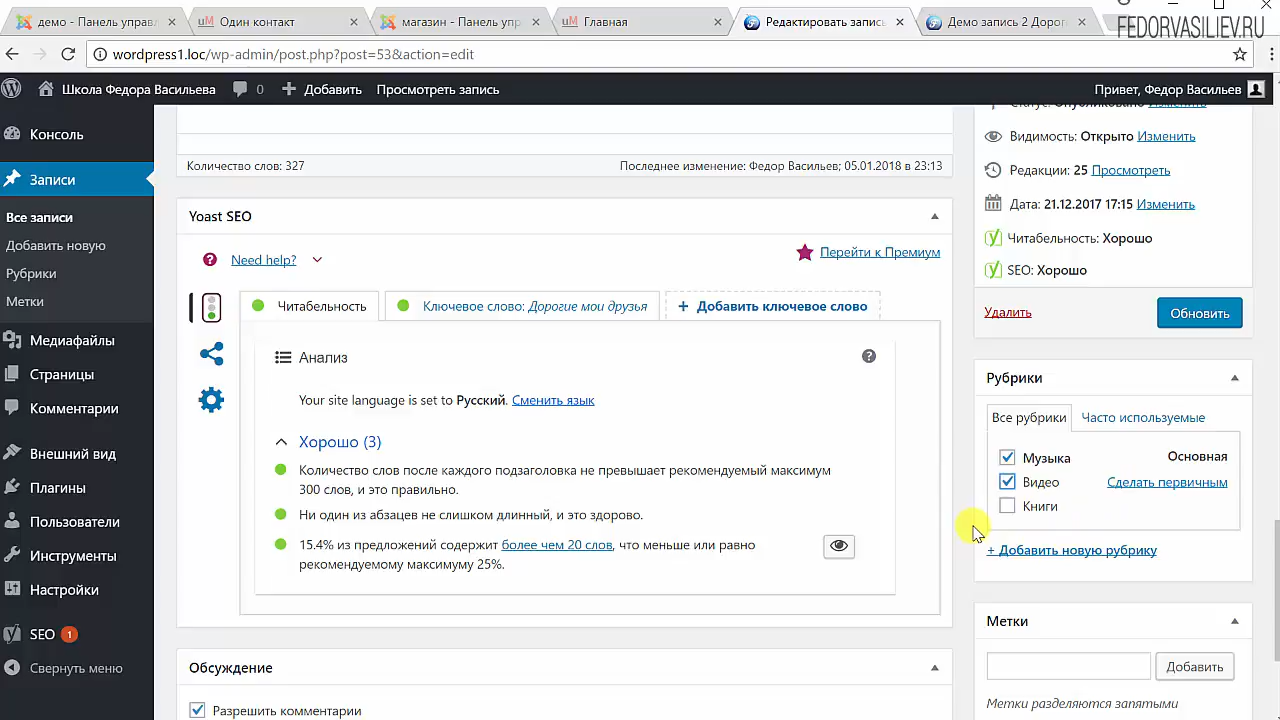 демо - Панель управл
Один контакт
магазин - Панель упр
Главная
Редактировать запись
Демо запись 2 Дорог
FEDORVASILIEV.RU
wordpress1.loc/wp-admin/post.php?post=53&action=edit
Школа Федора Васильева
0
Добавить
Просмотреть запись
Привет, Федор Васильев
Консоль
Записи
Все записи
Добавить новую
Рубрики
Метки
Медиафайлы
Страницы
Комментарии
Внешний вид
Плагины
Пользователи
Инструменты
Настройки
SEO 1
Свернуть меню
Количество слов: 327
Последнее изменение: Федор Васильев; 05.01.2018 в 23:13
Yoast SEO
Need help?
Перейти к Премиум
Читабельность
Ключевое слово: Дорогие мои друзья
+ Добавить ключевое слово
Анализ
Your site language is set to Русский. Сменить язык
Хорошо (3)
Количество слов после каждого подзаголовка не превышает рекомендуемый максимум
300 слов, и это правильно.
Ни один из абзацев не слишком длинный, и это здорово.
15.4% из предложений содержит более чем 20 слов, что меньше или равно
рекомендуемому максимуму 25%.
Обсуждение
Разрешить комментарии
Статус: Опубликовано Изменить
Видимость: Открыто Изменить
Редакции: 25 Просмотреть
Дата: 21.12.2017 17:15 Изменить
Читабельность: Хорошо
SEO: Хорошо
Удалить
Обновить
Рубрики
Все рубрики
Часто используемые
Музыка
Основная
Видео
Сделать первичным
Книги
+ Добавить новую рубрику
Метки
Добавить
Метки разделяются запятыми